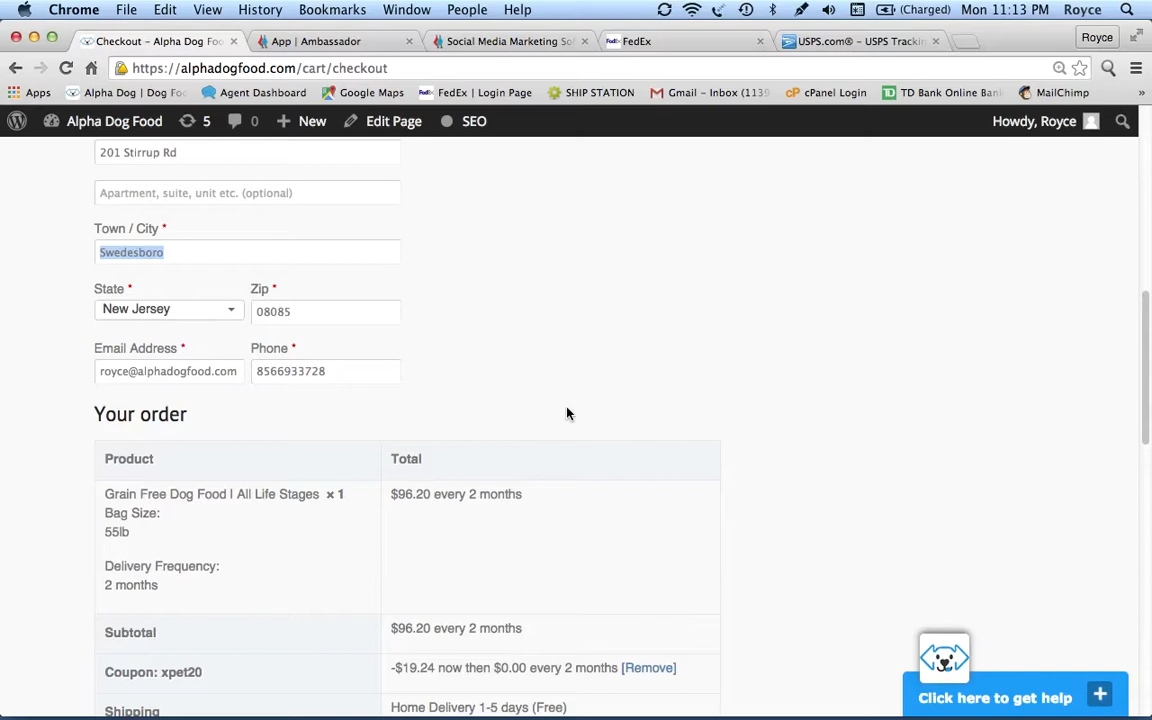 Chrome File Edit View History Bookmarks Window People Help (Charged) Mon 11:13 PM Royce
Checkout – Alpha Dog Foo × App | Ambassador × Social Media Marketing So × FedEx × USPS.com® - USPS Trackin × Royce
https://alphadogfood.com/cart/checkout
Apps Alpha Dog | Dog Fo Agent Dashboard Google Maps FedEx | Login Page SHIP STATION Gmail - Inbox (1139 cPanel Login TD Bank Online Ban MailChimp »
Alpha Dog Food 5 0 New Edit Page SEO Howdy, Royce
201 Stirrup Rd
Apartment, suite, unit etc. (optional)
Town / City *
Swedesboro
State * Zip *
New Jersey 08085
Email Address * Phone *
royce@alphadogfood.com 8566933728
Your order
Product Total
Grain Free Dog Food | All Life Stages × 1 $96.20 every 2 months
Bag Size:
55lb
Delivery Frequency:
2 months
Subtotal $96.20 every 2 months
Coupon: xpet20 -$19.24 now then $0.00 every 2 months [Remove]
Shipping Home Delivery 1-5 days (Free)
Click here to get help +